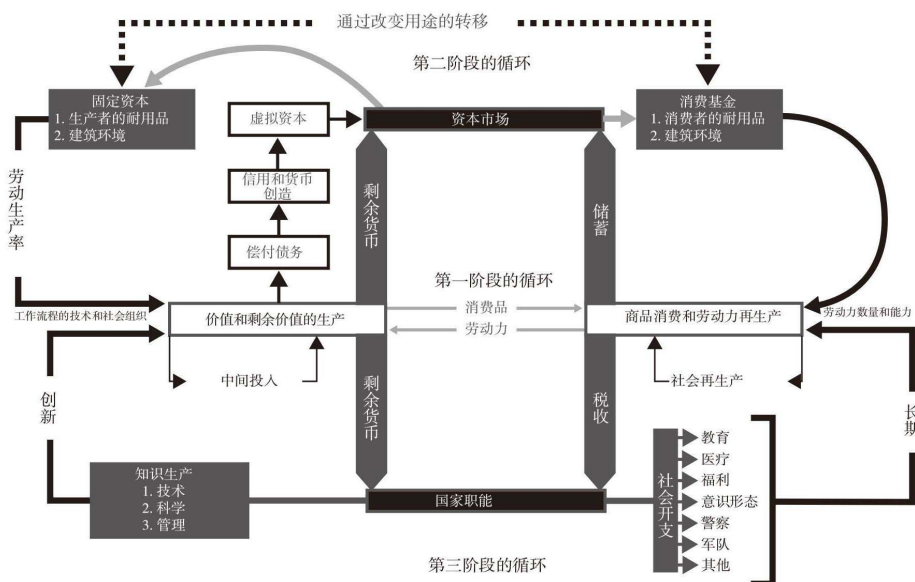 通过改变用途的转移
第二阶段的循环
固定资本
1. 生产者的耐用品
2. 建筑环境
虚拟资本
资本市场
消费基金
1. 消费者的耐用品
2. 建筑环境
劳动生产率
信用和货币
创造
剩余货币
储蓄
偿付债务
第一阶段的循环
消费品
工作流程的技术和社会组织
价值和剩余价值的生产
商品消费和劳动力再生产
劳动力数量和能力
劳动力
中间投入
社会再生产
创新
剩余货币
税收
长期
知识生产
1. 技术
2. 科学
3. 管理
国家职能
社会开支
教育
医疗
福利
意识形态
警察
军队
其他
第三阶段的循环